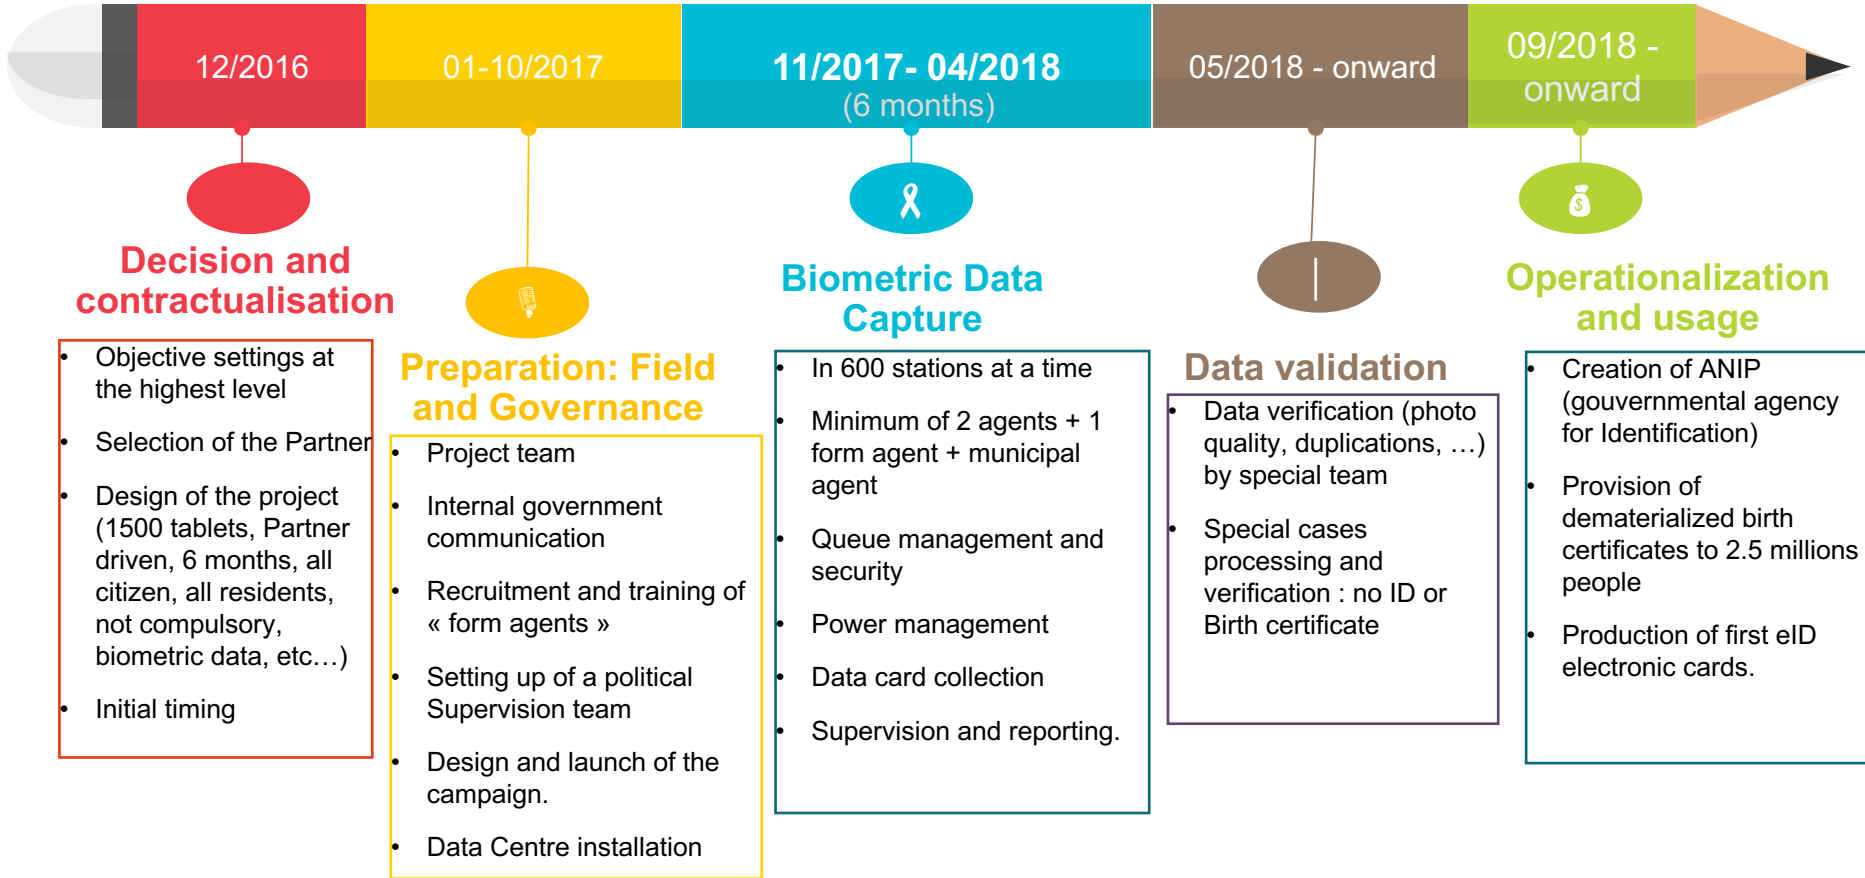 12/2016
01-10/2017
11/2017- 04/2018
(6 months)
05/2018 - onward
09/2018 -
onward
Decision and
contractualisation
• Objective settings at
the highest level
• Selection of the Partner
• Design of the project
(1500 tablets, Partner
driven, 6 months, all
citizen, all residents,
not compulsory,
biometric data, etc…)
• Initial timing
Preparation: Field
and Governance
• Project team
• Internal government
communication
• Recruitment and training of
« form agents »
• Setting up of a political
Supervision team
• Design and launch of the
campaign.
• Data Centre installation
Biometric Data
Capture
• In 600 stations at a time
• Minimum of 2 agents + 1
form agent + municipal
agent
• Queue management and
security
• Power management
• Data card collection
• Supervision and reporting.
Data validation
• Data verification (photo
quality, duplications, …)
by special team
• Special cases
processing and
verification : no ID or
Birth certificate
$
Operationalization
and usage
• Creation of ANIP
(gouvernmental agency
for Identification)
• Provision of
dematerialized birth
certificates to 2.5 millions
people
• Production of first eID
electronic cards.